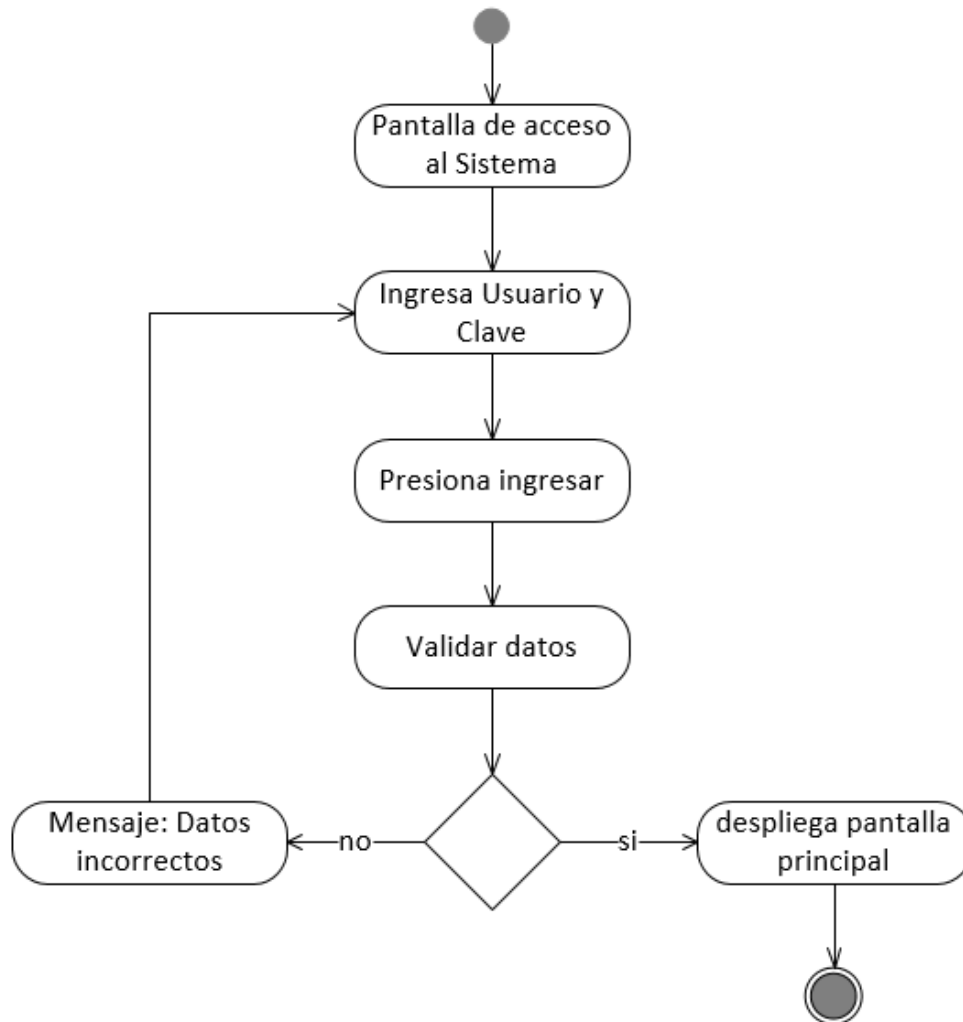 Pantalla de acceso
al Sistema
Ingresa Usuario y
Clave
Presiona ingresar
Validar datos
Mensaje: Datos
incorrectos
no
si
despliega pantalla
principal